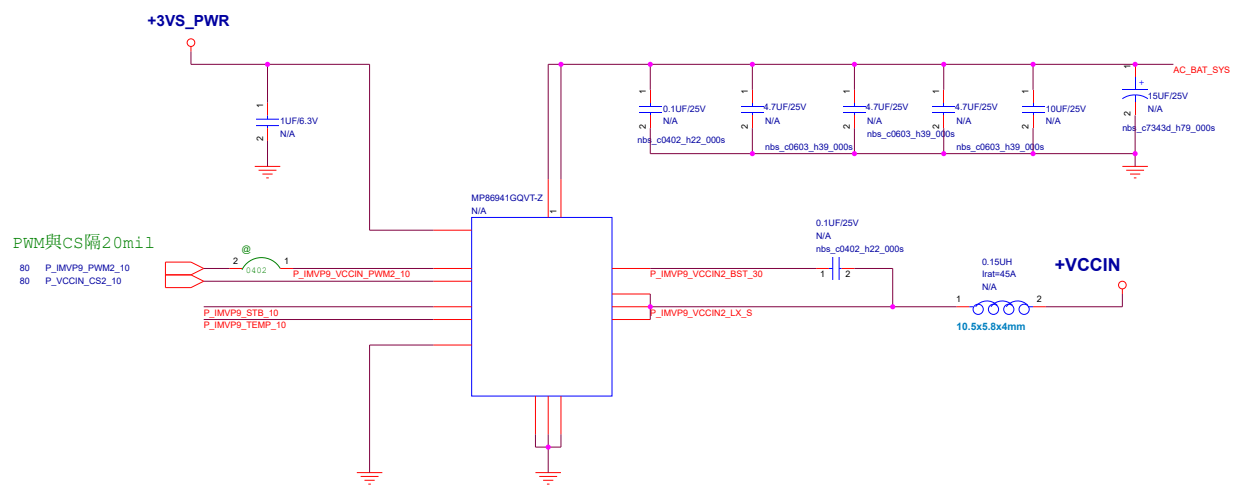 +3VS_PWR
AC_BAT_SYS
1
2
1UF/6.3V
N/A
1
2
0.1UF/25V
N/A
nbs_c0402_h22_000s
1
2
4.7UF/25V
N/A
nbs_c0603_h39_000s
1
2
4.7UF/25V
N/A
1
2
4.7UF/25V
N/A
nbs_c0603_h39_000s
1
2
10UF/25V
N/A
1
+
2
15UF/25V
N/A
nbs_c7343d_h79_000s
MP86941GQVT-Z
N/A
1
PWM與CS隔20mil
@
2
0402
1
80 P_IMVP9_PWM2_10
P_IMVP9_VCCIN_PWM2_10
80 P_VCCIN_CS2_10
P_IMVP9_STB_10
P_IMVP9_TEMP_10
0.1UF/25V
N/A
nbs_c0402_h22_000s
P_IMVP9_VCCIN2_BST_30
1
2
P_IMVP9_VCCIN2_LX_S
0.15UH
Irat=45A
N/A
1
2
10.5x5.8x4mm
+VCCIN